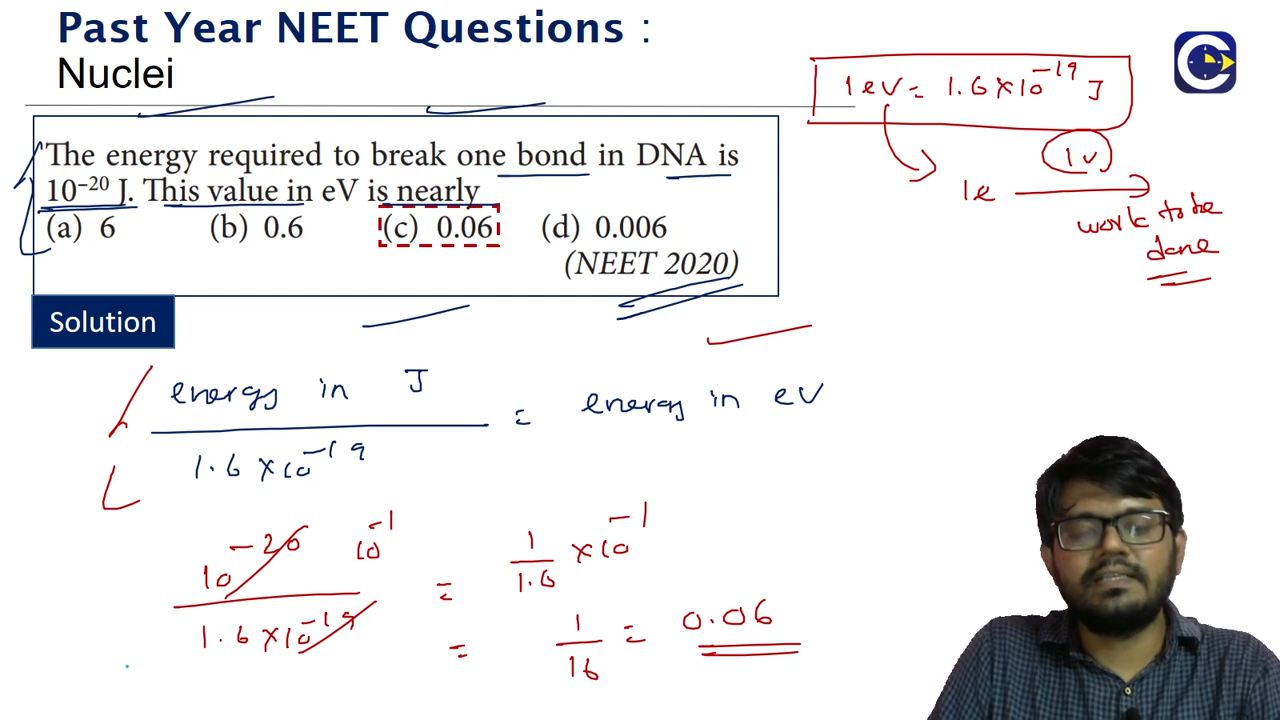 Past Year NEET Questions :
Nuclei
1 eV = 1.6 × 10⁻¹⁹ J
1V
1e
work to be
done
The energy required to break one bond in DNA is
10⁻²⁰ J. This value in eV is nearly
(a) 6 (b) 0.6 (c) 0.06 (d) 0.006
(NEET 2020)
Solution
energy in J
= energy in eV
1.6 × 10⁻¹⁹
10⁻²⁰ 10⁻¹
1.6 × 10⁻¹⁹
= 1/1.6 × 10⁻¹
= 1/16 = 0.06